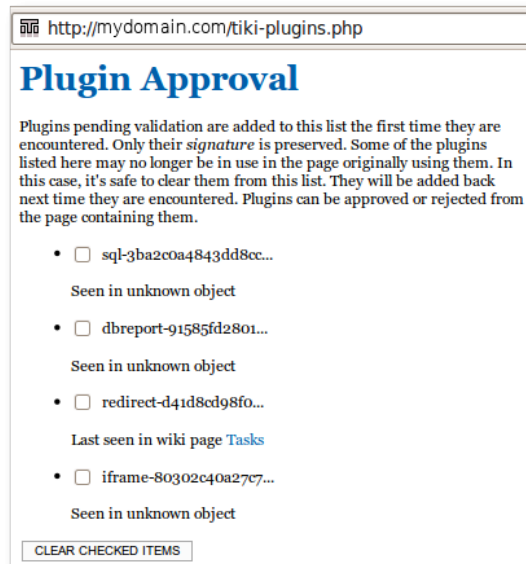 http://mydomain.com/tiki-plugins.php
Plugin Approval
Plugins pending validation are added to this list the first time they are
encountered. Only their signature is preserved. Some of the plugins
listed here may no longer be in use in the page originally using them. In
this case, it's safe to clear them from this list. They will be added back
next time they are encountered. Plugins can be approved or rejected from
the page containing them.
sql-3ba2c0a4843dd8cc...
Seen in unknown object
dbreport-91585fd2801...
Seen in unknown object
redirect-d41d8cd98f0...
Last seen in wiki page Tasks
iframe-80302c40a27c7...
Seen in unknown object
CLEAR CHECKED ITEMS